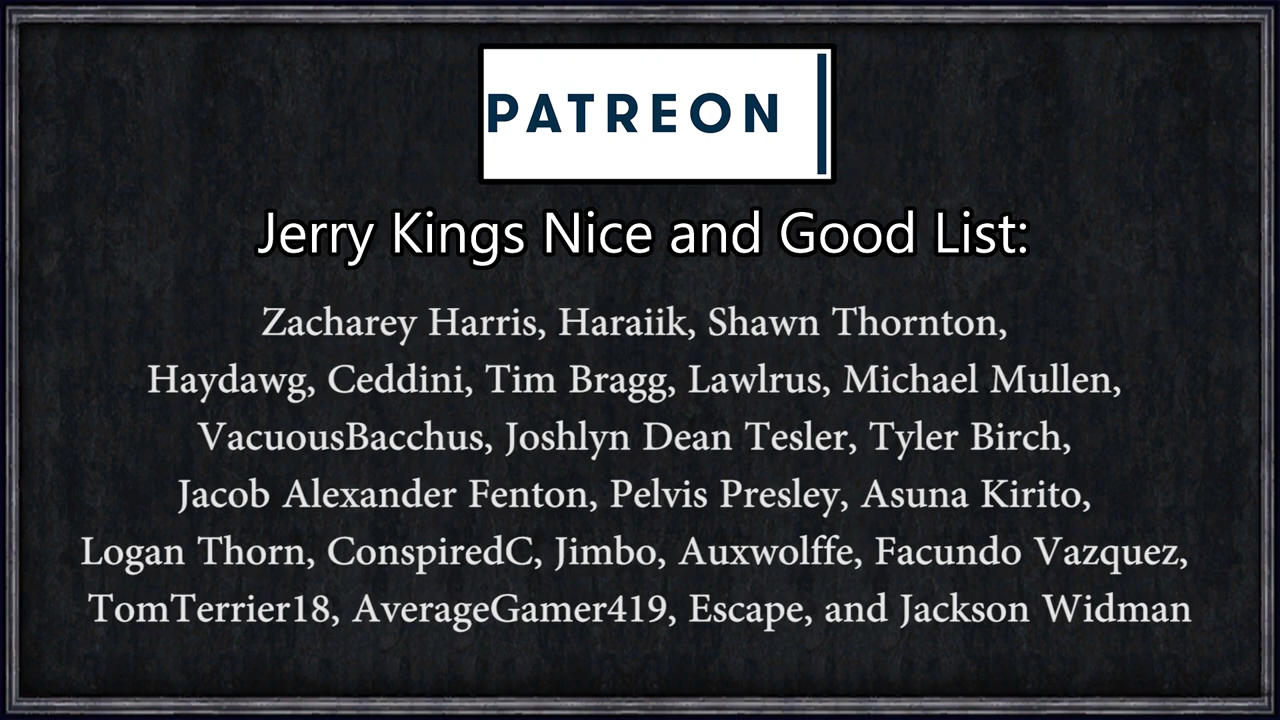 PATREON
Jerry Kings Nice and Good List:
Zacharey Harris, Haraiik, Shawn Thornton,
Haydawg, Ceddini, Tim Bragg, Lawlrus, Michael Mullen,
VacuousBacchus, Joshlyn Dean Tesler, Tyler Birch,
Jacob Alexander Fenton, Pelvis Presley, Asuna Kirito,
Logan Thorn, ConspiredC, Jimbo, Auxwolffe, Facundo Vazquez,
TomTerrier18, AverageGamer419, Escape, and Jackson Widman